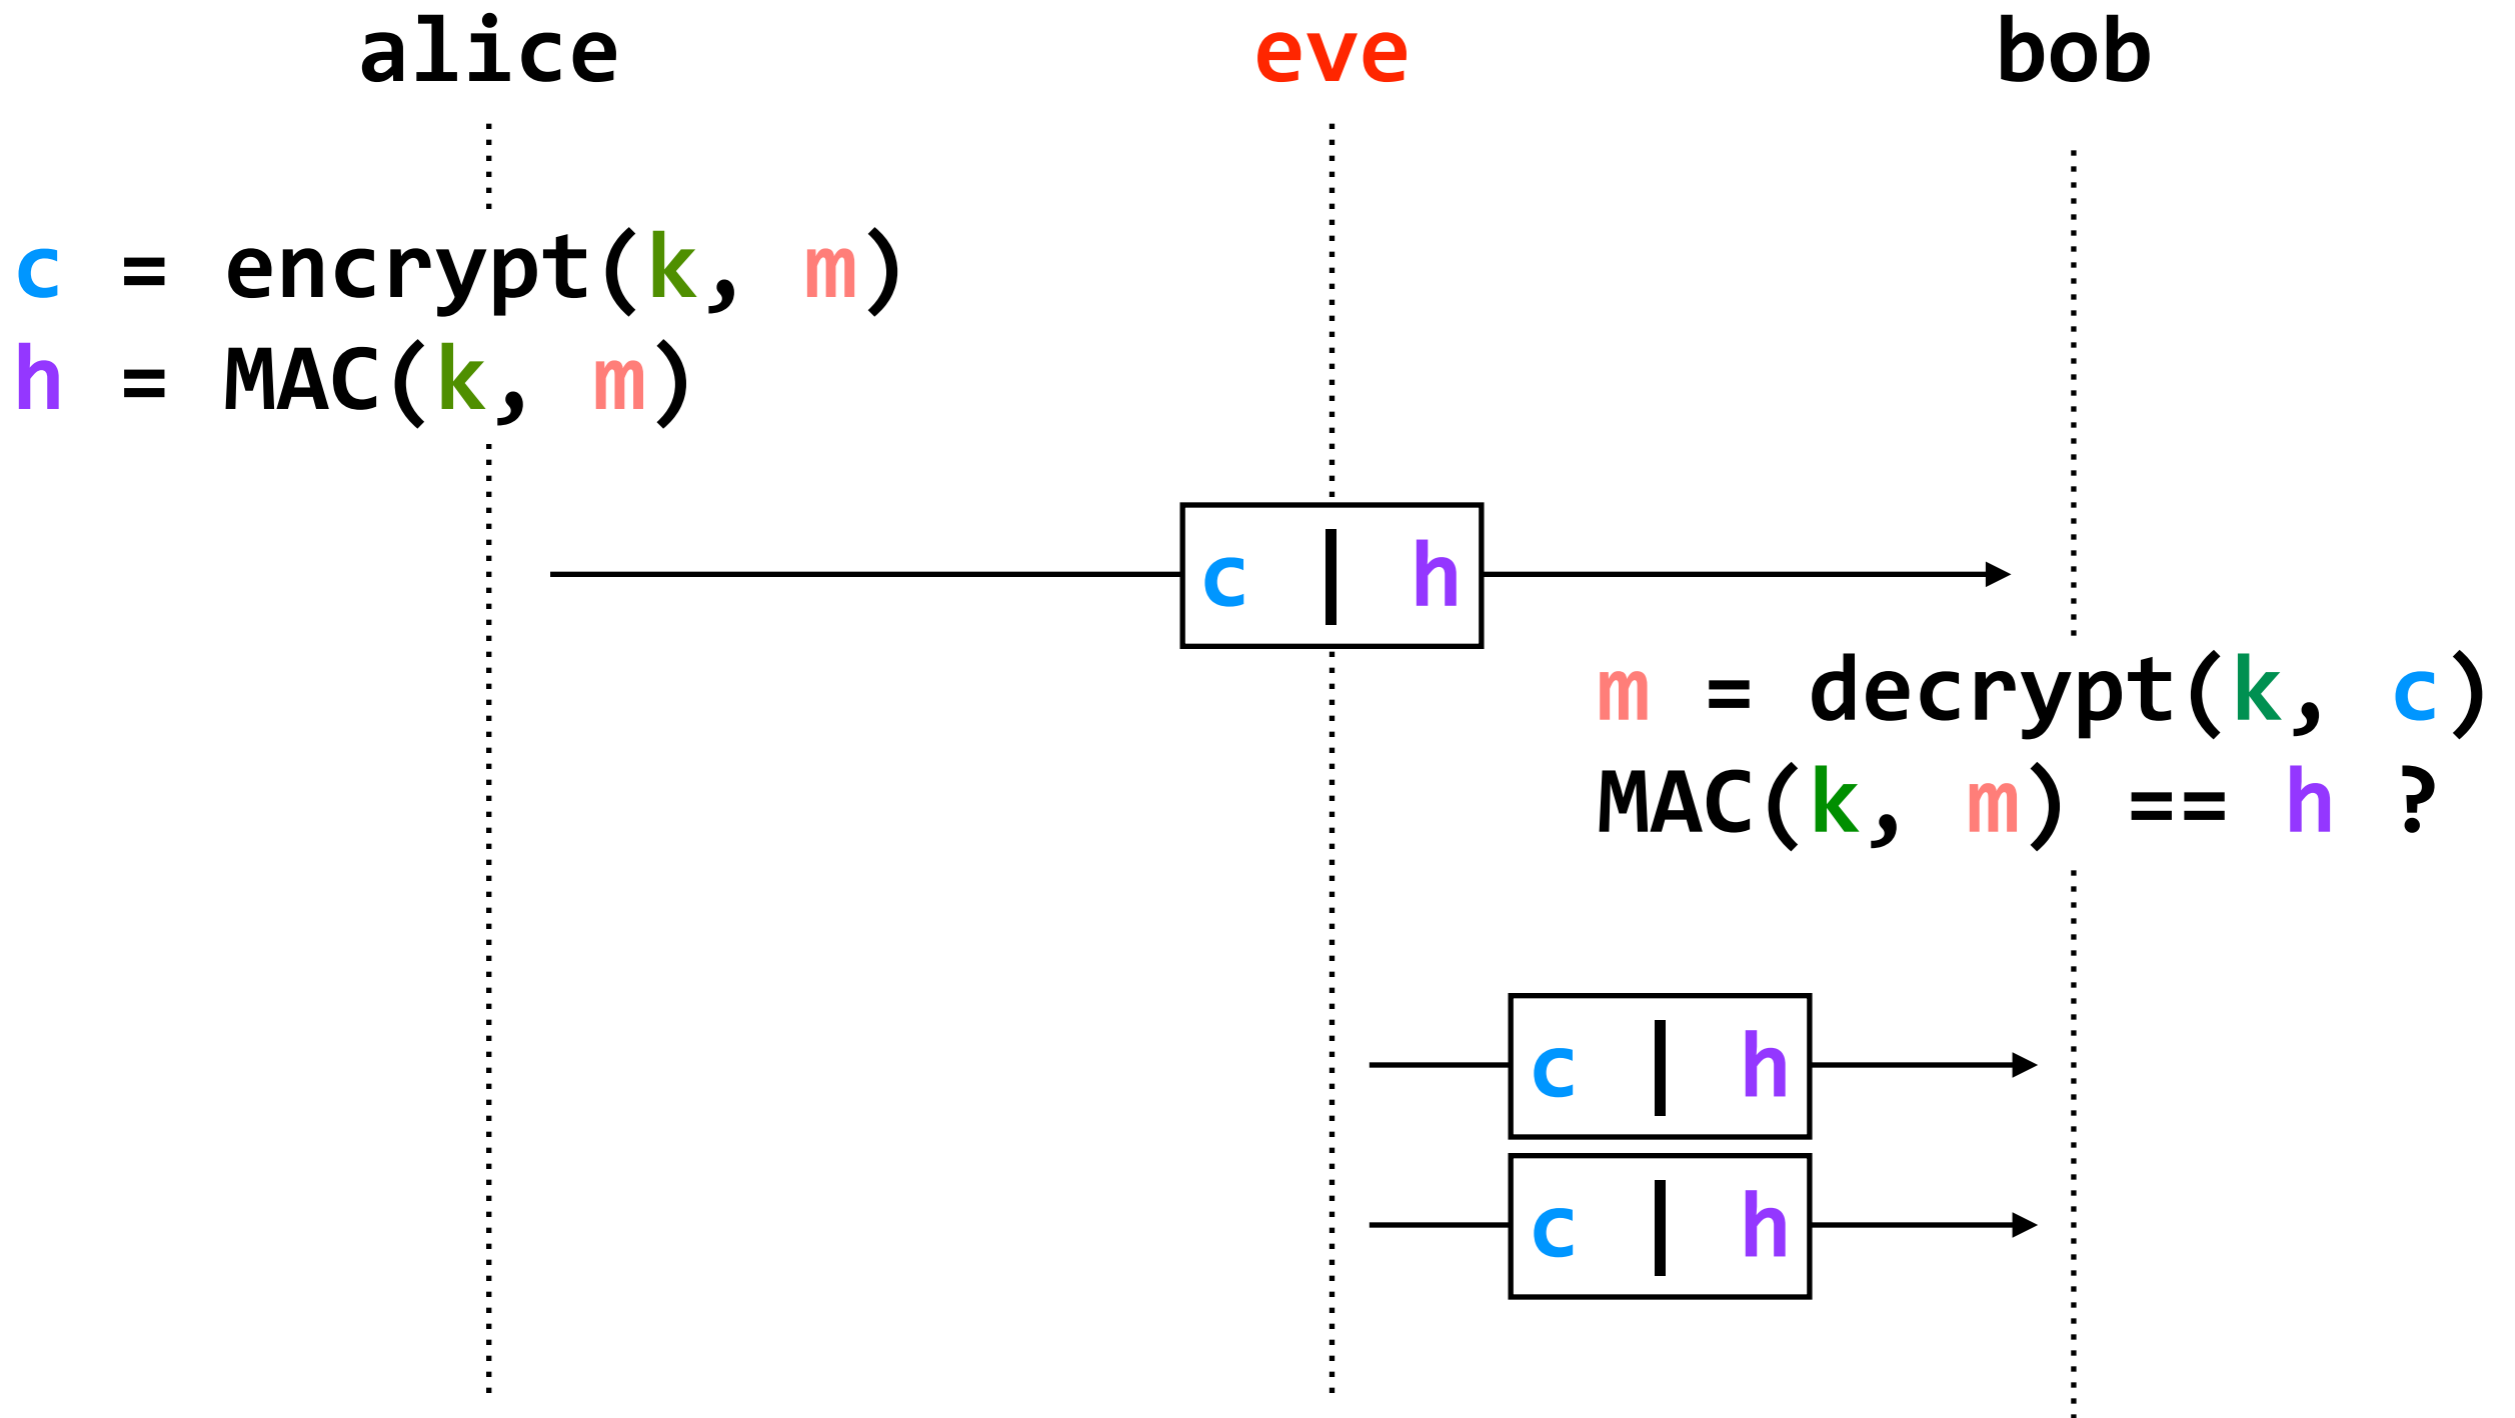 alice eve bob
c = encrypt(k, m)
h = MAC(k, m)
c | h
m = decrypt(k, c)
MAC(k, m) == h ?
c | h
c | h